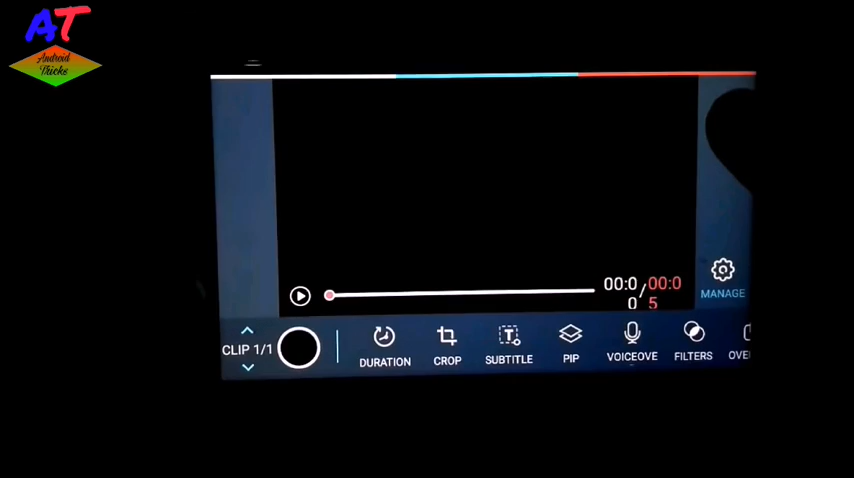 AT
Android
Tricks
00:0
0
/
00:0
5
MANAGE
CLIP 1/1
DURATION
CROP
SUBTITLE
PIP
VOICEOVE
FILTERS
OVE